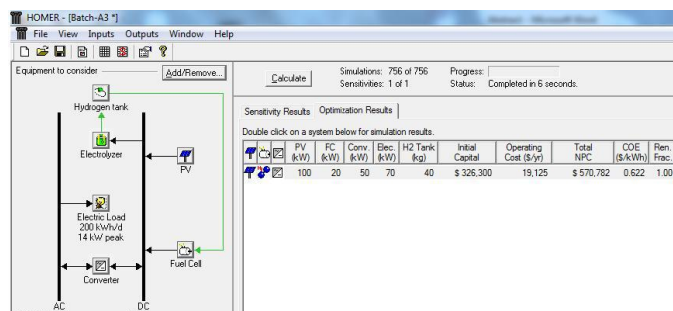 HOMER - [Batch-A3 *]
File View Inputs Outputs Window Help
Equipment to consider
Add/Remove...
Hydrogen tank
Electrolyzer
PV
Electric Load
200 kWh/d
14 kW peak
Fuel Cell
Converter
AC DC
Calculate
Simulations: 756 of 756 Progress:
Sensitivities: 1 of 1 Status: Completed in 6 seconds.
Sensitivity Results Optimization Results
Double click on a system below for simulation results.
PV (kW) FC (kW) Conv. (kW) Elec. (kW) H2 Tank (kg) Initial Capital Operating Cost ($/yr) Total NPC COE ($/kWh) Ren. Frac.
100 20 50 70 40 $ 326,300 19,125 $ 570,782 0.622 1.00